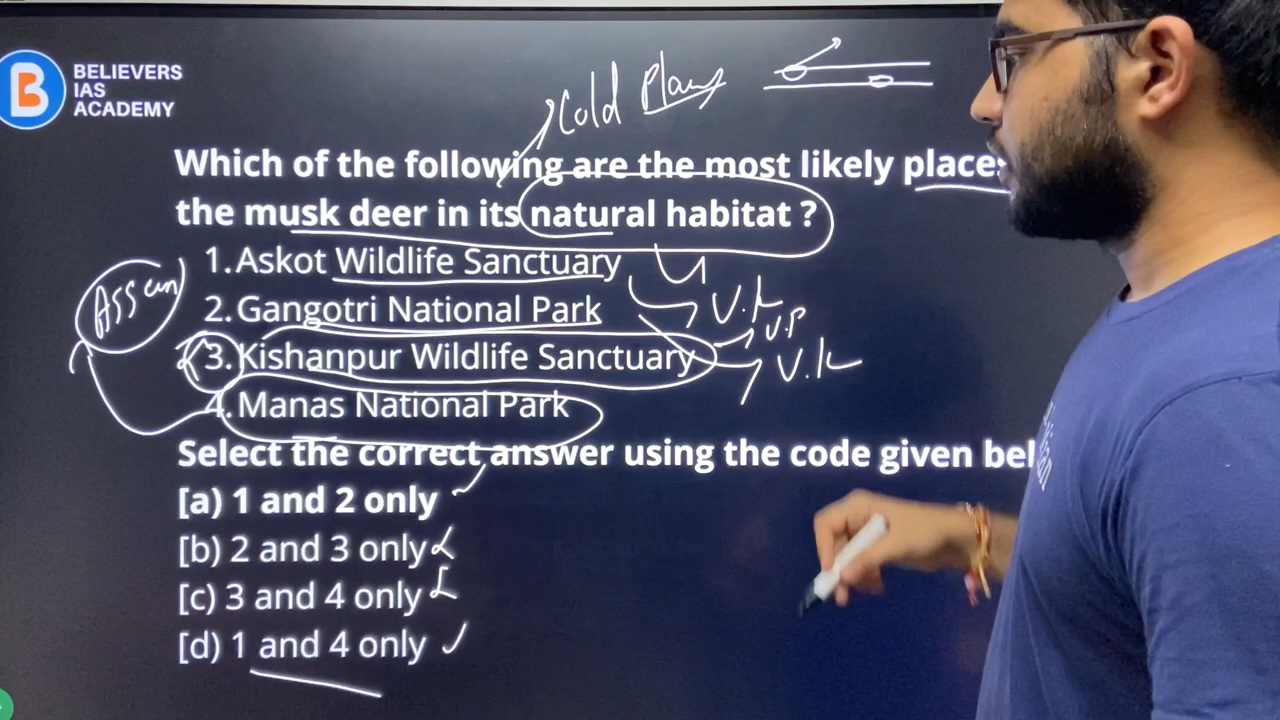 BELIEVERS
IAS
ACADEMY
Cold Places
Which of the following are the most likely places
the musk deer in its natural habitat ?
1. Askot Wildlife Sanctuary
2. Gangotri National Park
U.K
3. Kishanpur Wildlife Sanctuary
U.P
U.K
Assam
4. Manas National Park
Select the correct answer using the code given bel
[a] 1 and 2 only
[b] 2 and 3 only
[c] 3 and 4 only
[d] 1 and 4 only